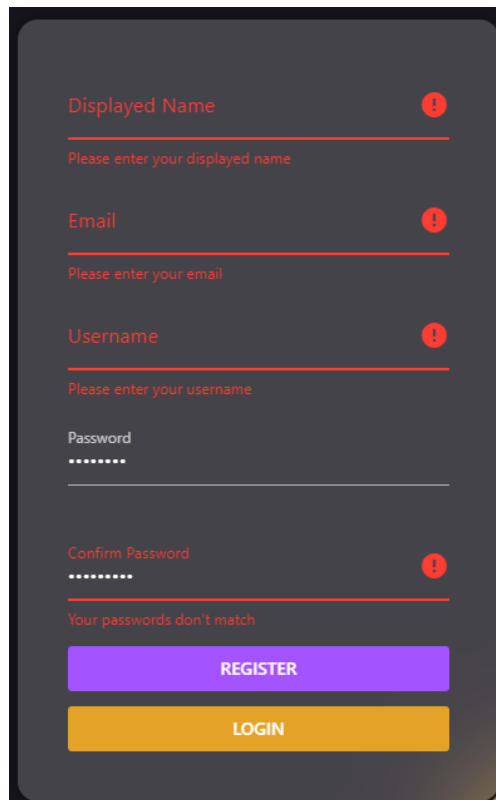 Displayed Name
Please enter your displayed name
Email
Please enter your email
Username
Please enter your username
Password
••••••••
Confirm Password
•••••••••
Your passwords don't match
REGISTER
LOGIN